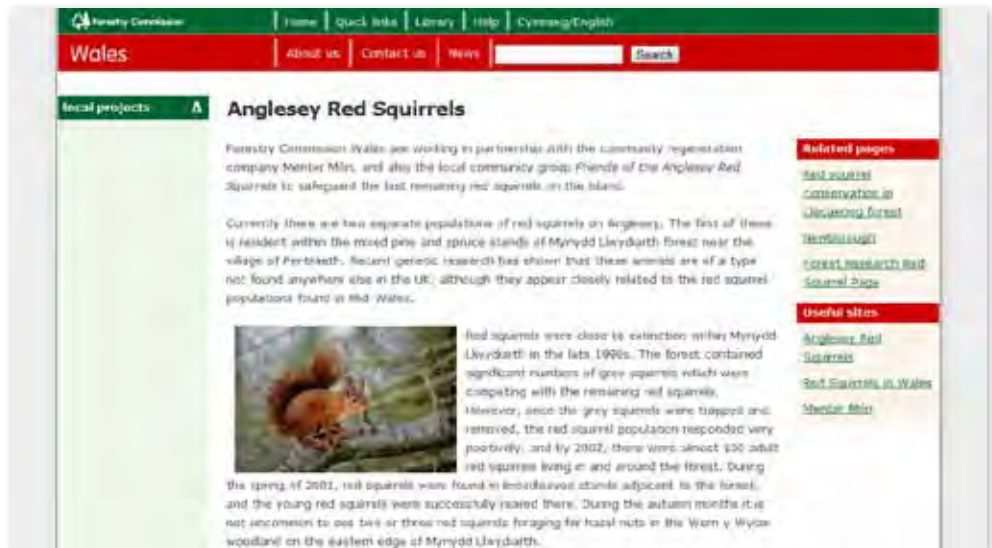 Forestry Commission
Home Quick links Library Help Cymraeg/English
Wales
About us Contact us News Search
local projects
Anglesey Red Squirrels
Forestry Commission Wales are working in partnership with the community regeneration
company Menter Môn, and also the local community group Friends of the Anglesey Red
Squirrels to safeguard the last remaining red squirrels on the island.
Currently there are two separate populations of red squirrels on Anglesey. The first of these
is resident within the mixed pine and spruce stands of Mynydd Llwydiarth forest near the
village of Pentraeth. Recent genetic research has shown that these animals are of a type
not found anywhere else in the UK, although they appear closely related to the red squirrel
populations found in Mid Wales.
Red squirrels were close to extinction within Mynydd
Llwydiarth in the late 1990s. The forest contained
significant numbers of grey squirrels which were
competing with the remaining red squirrels.
However, since the grey squirrels were trapped and
removed, the red squirrel population responded very
positively, and by 2002, there were almost 100 adult
red squirrels living in and around the forest. During
the spring of 2001, red squirrels were found in broadleaved stands adjacent to the forest,
and the young red squirrels were successfully reared there. During the autumn months it is
not uncommon to see two or three red squirrels foraging for hazel nuts in the Wern y Wylan
woodland on the eastern edge of Mynydd Llwydiarth.
Related pages
Red squirrel
conservation in
Clocaenog forest
Newborough
Forest Research Red
Squirrel Page
Useful sites
Anglesey Red
Squirrels
Red Squirrels in Wales
Menter Môn